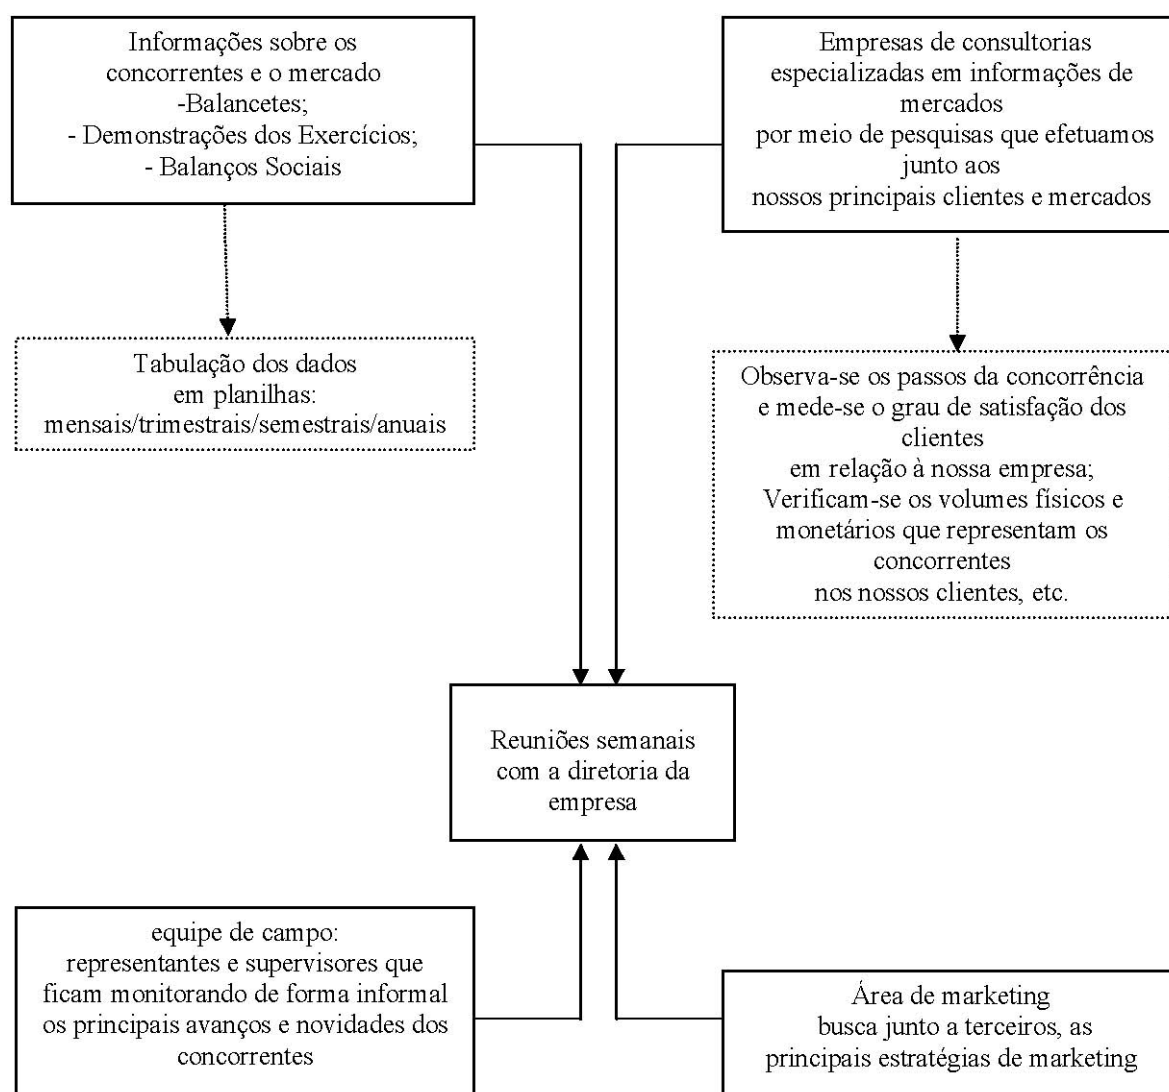 Informações sobre os
concorrentes e o mercado
-Balancetes;
- Demonstrações dos Exercícios;
- Balanços Sociais
Empresas de consultorias
especializadas em informações de
mercados
por meio de pesquisas que efetuamos
junto aos
nossos principais clientes e mercados
Tabulação dos dados
em planilhas:
mensais/trimestrais/semestrais/anuais
Observa-se os passos da concorrência
e mede-se o grau de satisfação dos
clientes
em relação à nossa empresa;
Verificam-se os volumes físicos e
monetários que representam os
concorrentes
nos nossos clientes, etc.
Reuniões semanais
com a diretoria da
empresa
equipe de campo:
representantes e supervisores que
ficam monitorando de forma informal
os principais avanços e novidades dos
concorrentes
Área de marketing
busca junto a terceiros, as
principais estratégias de marketing